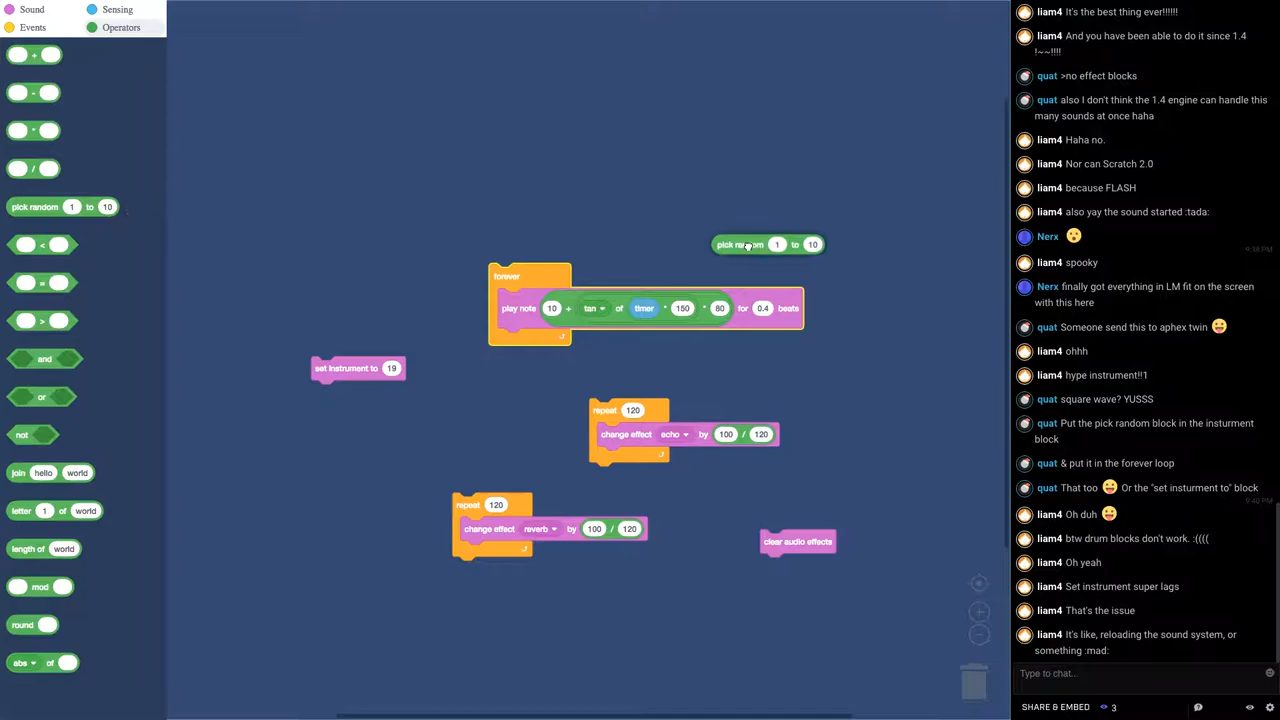 Sound
Sensing
Events
Operators
+
-
*
/
pick random 1 to 10
<
=
>
and
or
not
join hello world
letter 1 of world
length of world
mod
round
abs of
pick random 1 to 10
forever
play note 10 + tan of timer * 150 * 80 for 0.4 beats
set instrument to 19
repeat 120
change effect echo by 100 / 120
repeat 120
change effect reverb by 100 / 120
clear audio effects
liam4 It's the best thing ever!!!!!!
liam4 And you have been able to do it since 1.4
!~~!!!!
quat >no effect blocks
quat also I don't think the 1.4 engine can handle this
many sounds at once haha
liam4 Haha no.
liam4 Nor can Scratch 2.0
liam4 because FLASH
liam4 also yay the sound started :tada:
Nerx
9:38 PM
liam4 spooky
Nerx finally got everything in LM fit on the screen
with this here
quat Someone send this to aphex twin
liam4 ohhh
liam4 hype instrument!!1
quat square wave? YUSSS
quat Put the pick random block in the insturment
block
quat & put it in the forever loop
quat That too Or the "set insturment to" block
9:40 PM
liam4 Oh duh
liam4 btw drum blocks don't work. :((((
liam4 Oh yeah
liam4 Set instrument super lags
liam4 That's the issue
liam4 It's like, reloading the sound system, or
something :mad:
Type to chat...
SHARE & EMBED 3